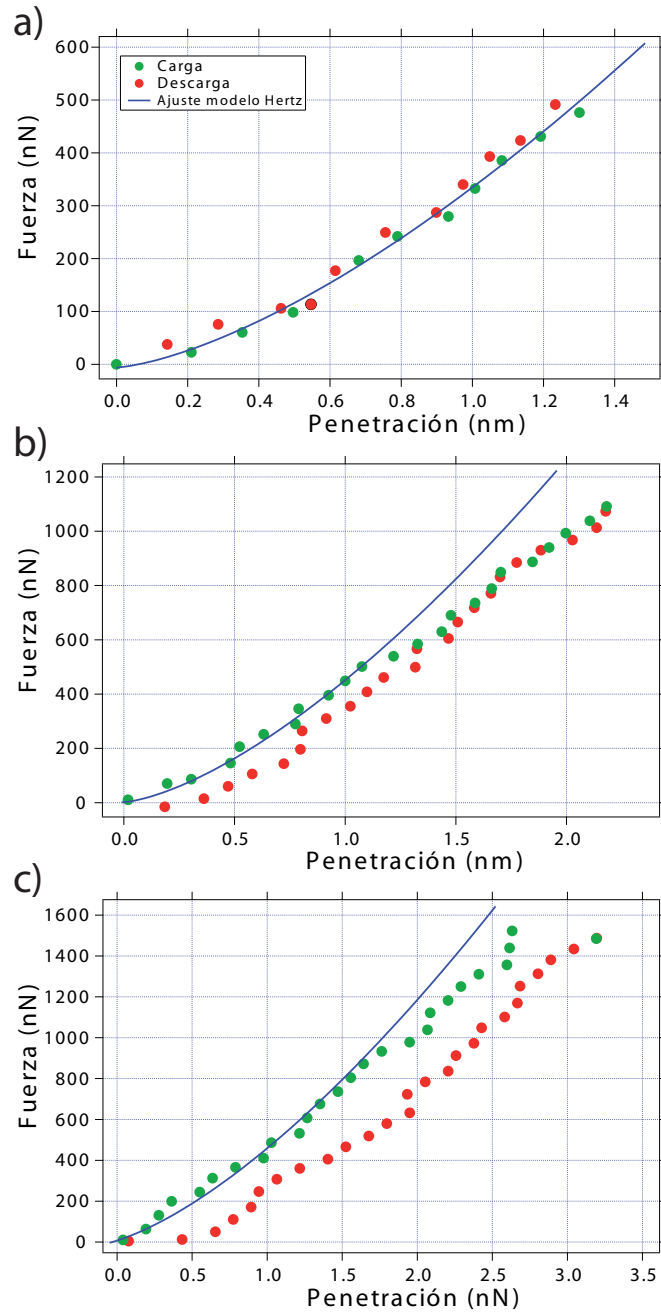 a)
600
500
400
300
200
100
0
Fuerza (nN)
Carga
Descarga
Ajuste modelo Hertz
0.0 0.2 0.4 0.6 0.8 1.0 1.2 1.4
Penetración (nm)
b)
1200
1000
800
600
400
200
0
Fuerza (nN)
0.0 0.5 1.0 1.5 2.0
Penetración (nm)
c)
1600
1400
1200
1000
800
600
400
200
0
Fuerza (nN)
0.0 0.5 1.0 1.5 2.0 2.5 3.0 3.5
Penetración (nN)